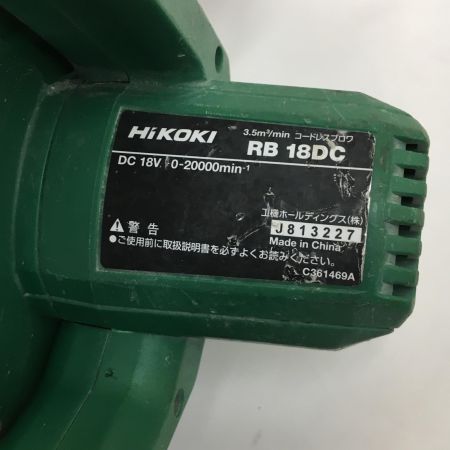 HiKOKI 3.5m³/min コードレスブロワ
RB 18DC
DC 18V 0-20000min⁻¹
工機ホールディングス(株)
⚠警告 J813227
●ご使用前に取扱説明書を必ずよくお読みください。 Made in China
C361469A